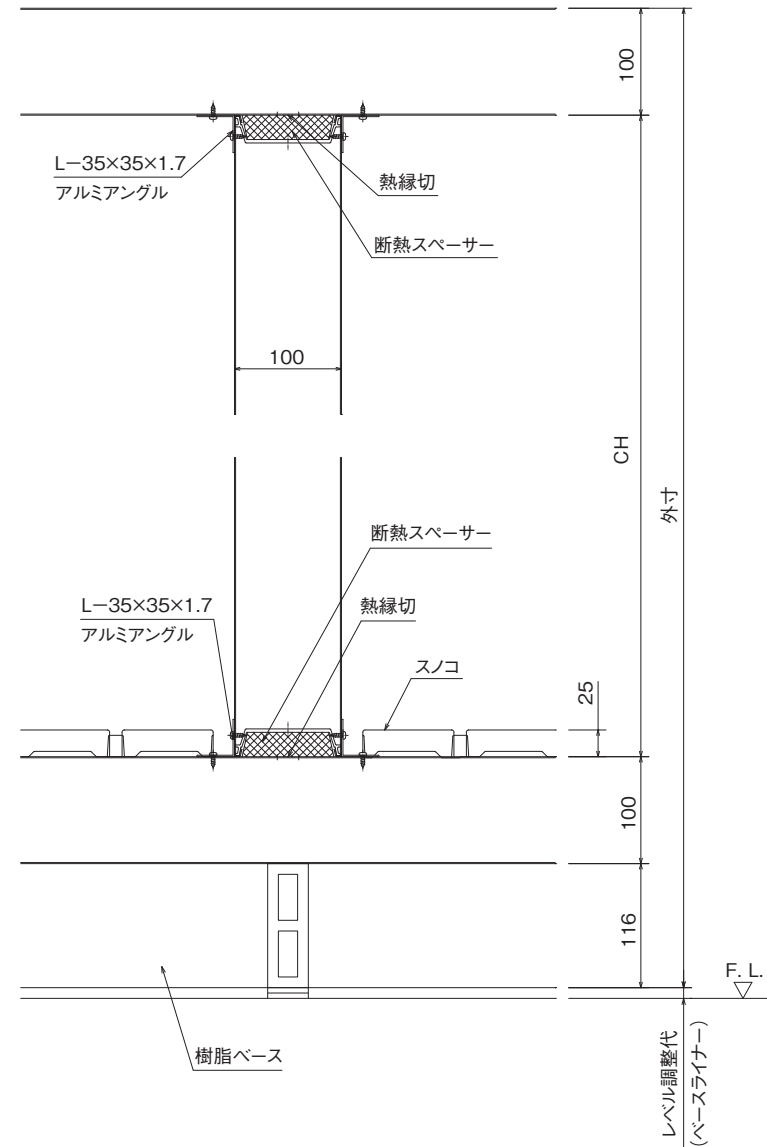 100
L−35×35×1.7
アルミアングル
熱縁切
断熱スペーサー
100
CH
外寸
断熱スペーサー
L−35×35×1.7
アルミアングル
熱縁切
スノコ
25
100
116
F. L.
樹脂ベース
レベル調整代
(ベースライナー)